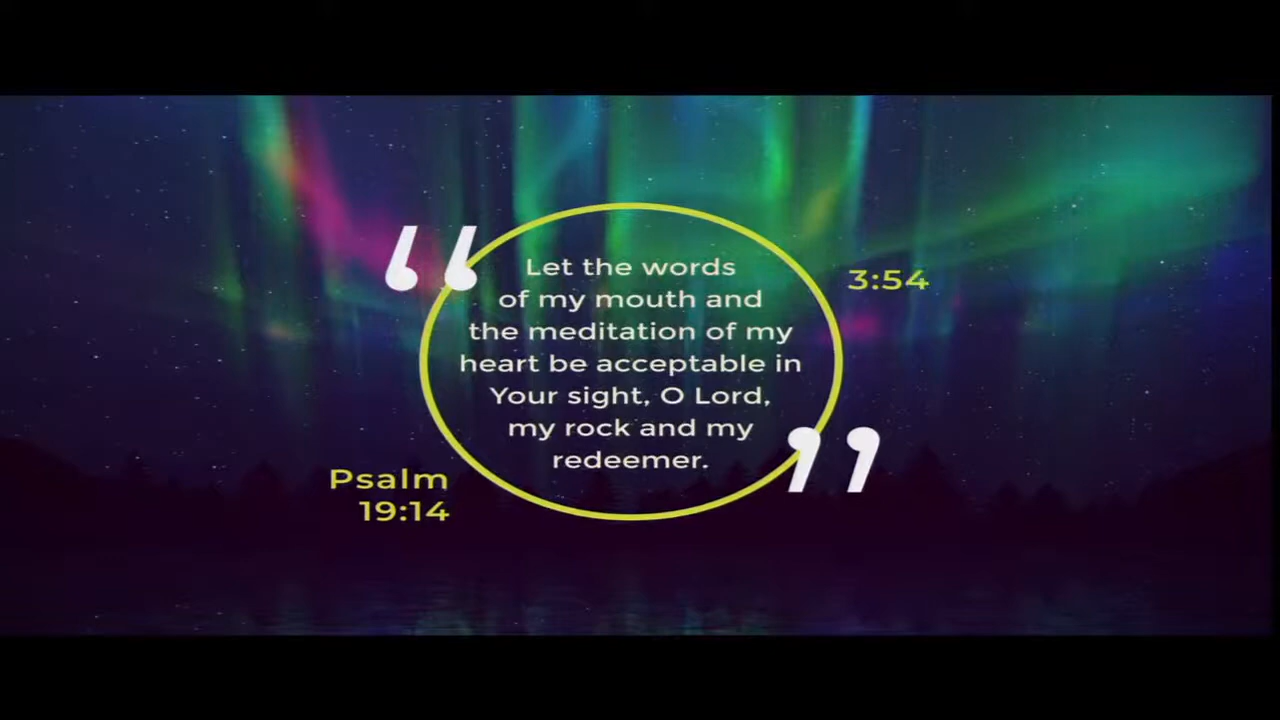 “
Let the words
of my mouth and
the meditation of my
heart be acceptable in
Your sight, O Lord,
my rock and my
redeemer.
”
3:54
Psalm
19:14